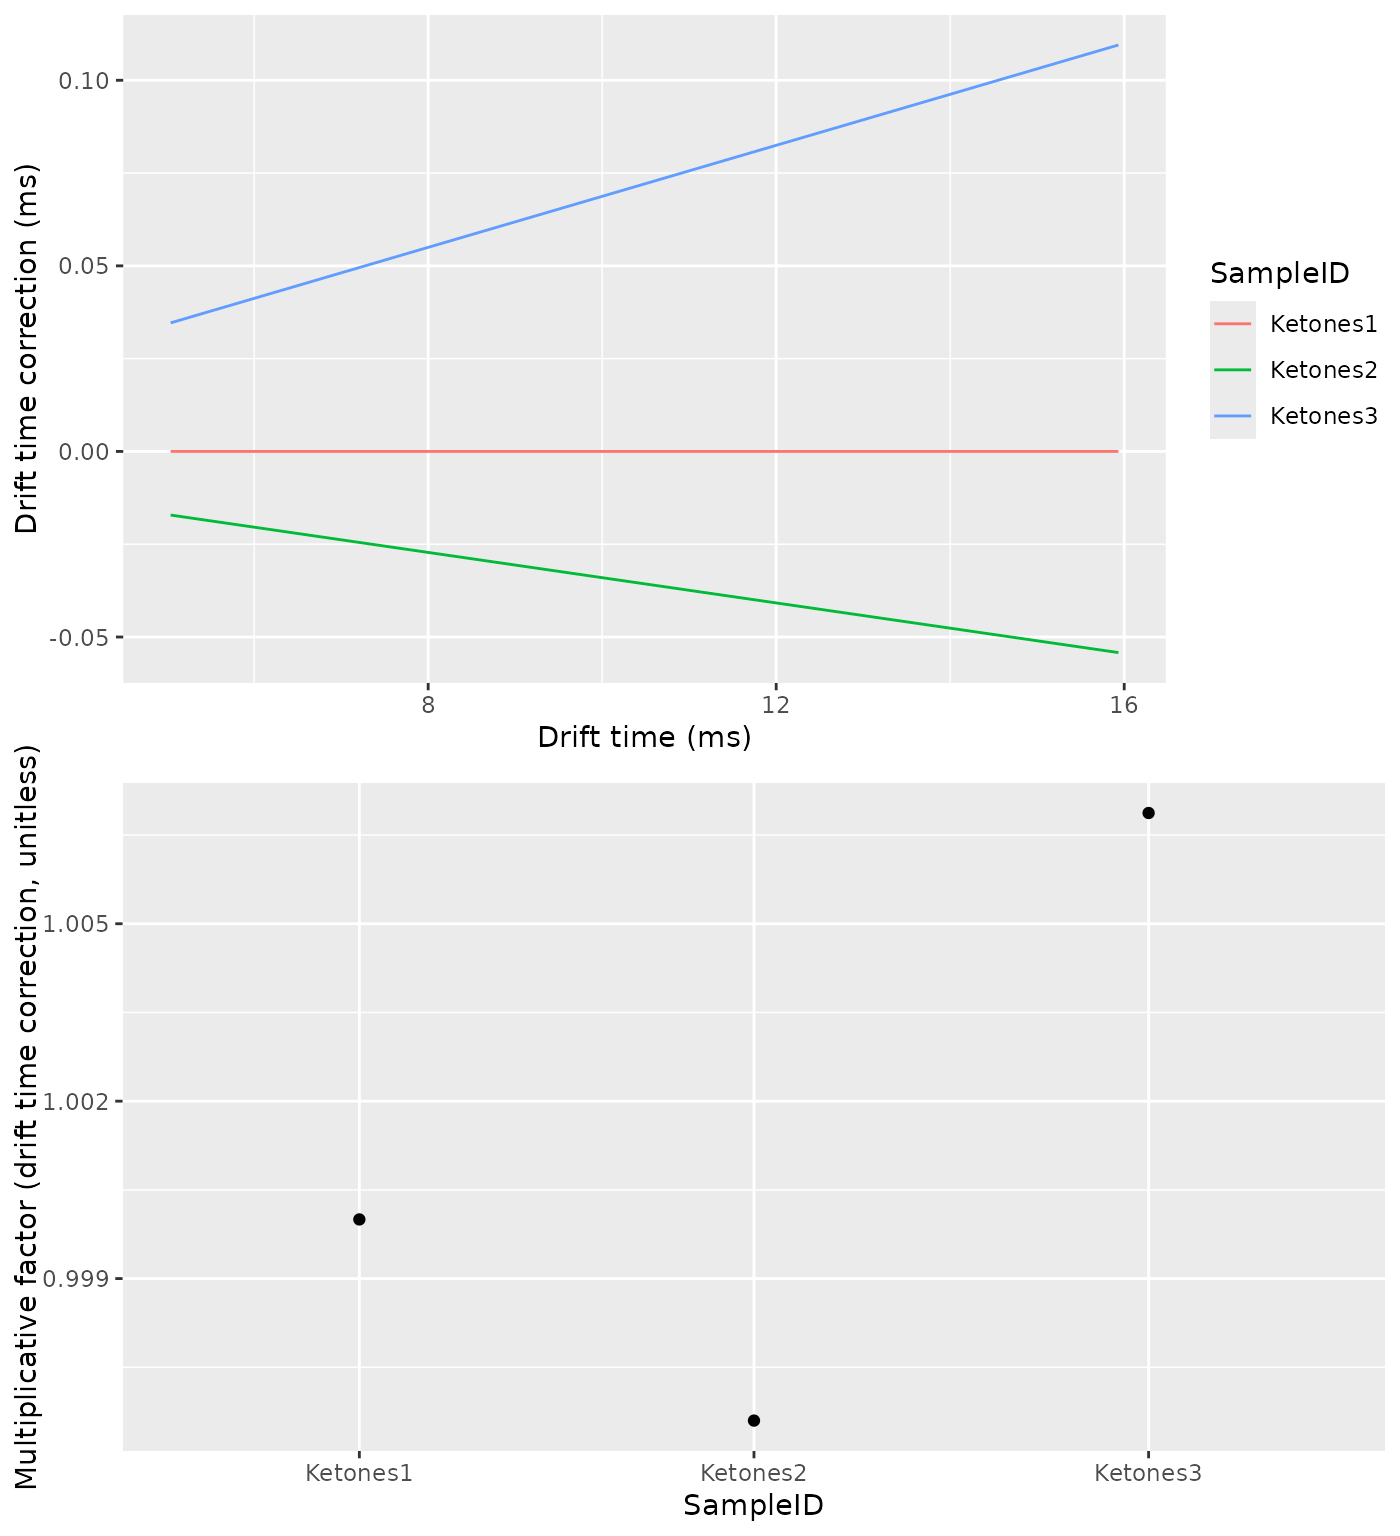 Drift time correction (ms)
0.10
0.05
0.00
-0.05
8
12
16
Drift time (ms)
SampleID
Ketones1
Ketones2
Ketones3
Multiplicative factor (drift time correction, unitless)
1.005
1.002
0.999
Ketones1
Ketones2
Ketones3
SampleID